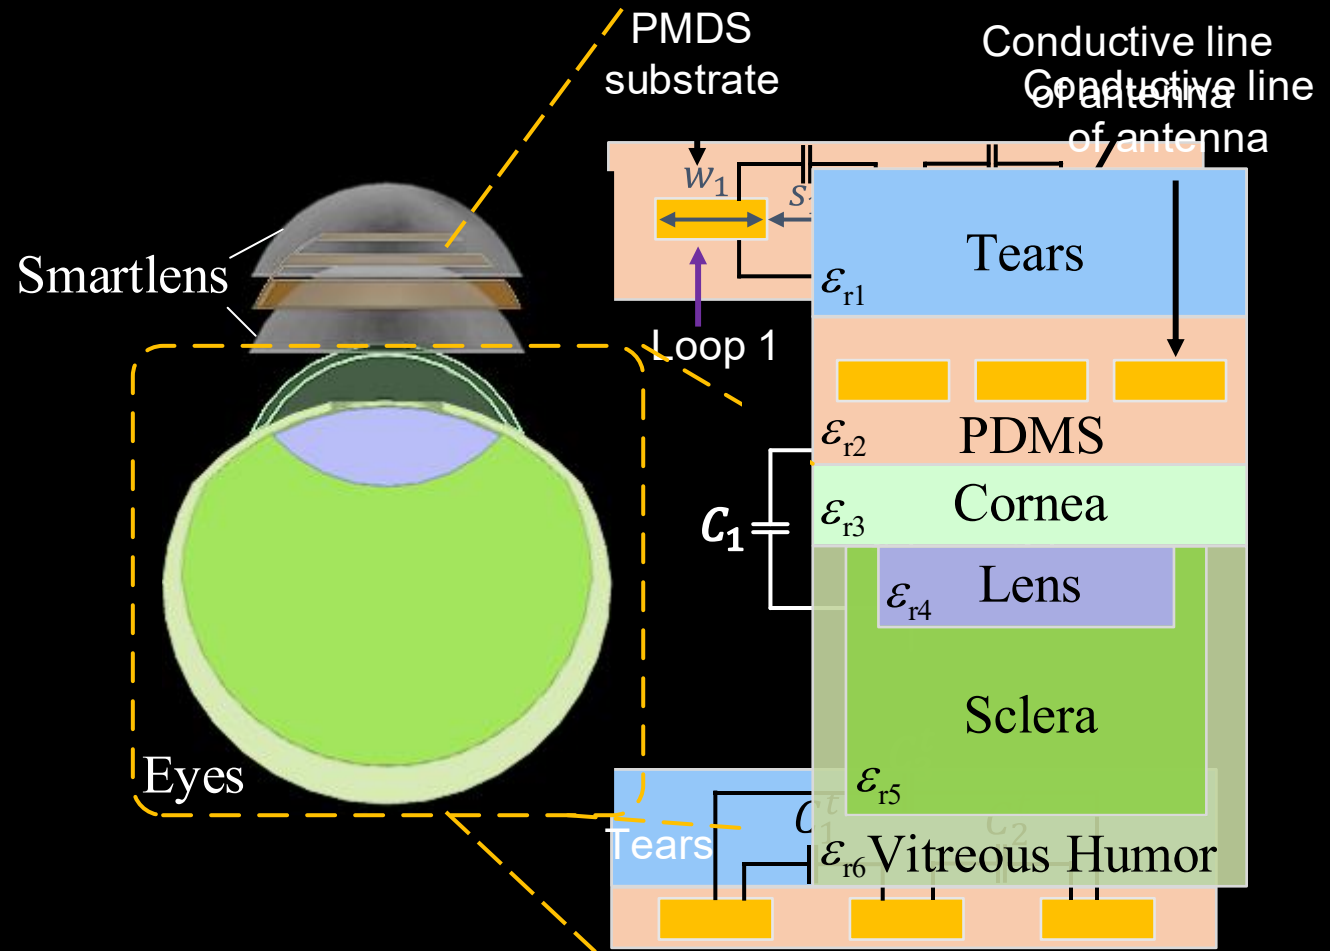 PMDS
substrate
Conductive line
of antenna
Conductive line
of antenna
w₁
s₁
Tears
εr1
Smartlens
Loop 1
εr2
PDMS
C₁
εr3
Cornea
εr4
Lens
Sclera
εr5
Eyes
Tears
εr6
Vitreous Humor